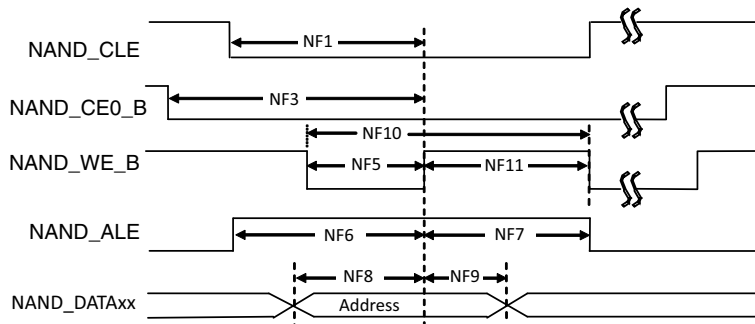 NAND_CLE
NF1
NAND_CE0_B
NF3
NF10
NAND_WE_B
NF5
NF11
NAND_ALE
NF6
NF7
NF8
NF9
NAND_DATAxx
Address